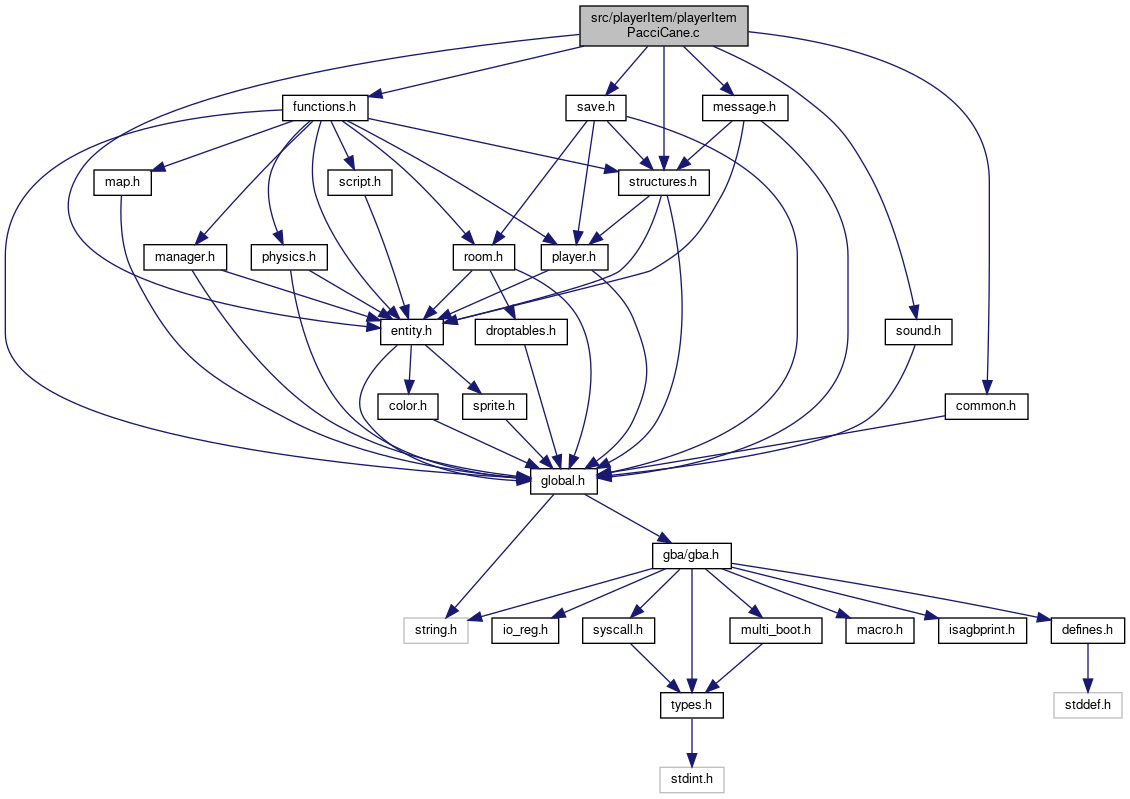 src/playerItem/playerItem
PacciCane.c
functions.h
save.h
message.h
map.h
script.h
structures.h
manager.h
physics.h
room.h
player.h
entity.h
droptables.h
sound.h
color.h
sprite.h
common.h
global.h
gba/gba.h
string.h
io_reg.h
syscall.h
multi_boot.h
macro.h
isagbprint.h
defines.h
types.h
stddef.h
stdint.h